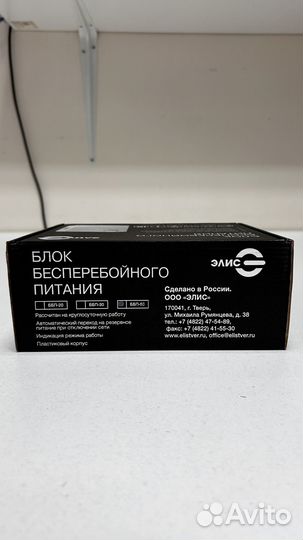 БЛОК
БЕСПЕРЕБОЙНОГО
ПИТАНИЯ
ББП-20 ББП-30 ББП-50
Рассчитан на круглосуточную работу
Автоматический переход на резервное
питание при отключении сети
Индикация режима работы
Пластиковый корпус
ЭЛИС
Сделано в России.
ООО «ЭЛИС»
170041, г. Тверь,
ул. Михаила Румянцева, д. 38
тел.: +7 (4822) 47-54-89,
факс: +7 (4822) 41-55-30
www.elistver.ru, office@elistver.ru
Avito